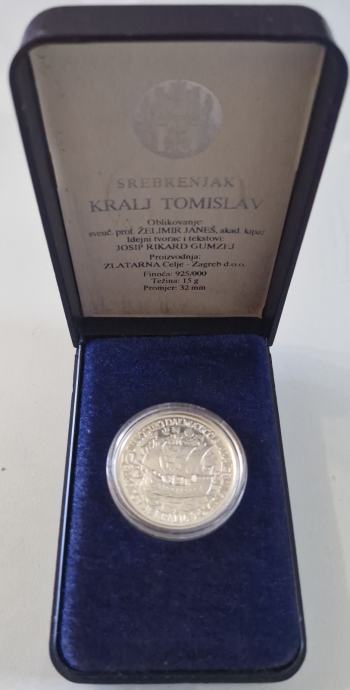 SREBRENJAK
KRALJ TOMISLAV
Oblikovanje:
sveuč. prof. ŽELIMIR JANEŠ, akad. kipar
Idejni tvorac i tekstovi:
JOSIP RIKARD GUMZEJ
Proizvodnja:
ZLATARNA Celje - Zagreb d.o.o.
Finoća: 925/000
Težina: 15 g
Promjer: 32 mm